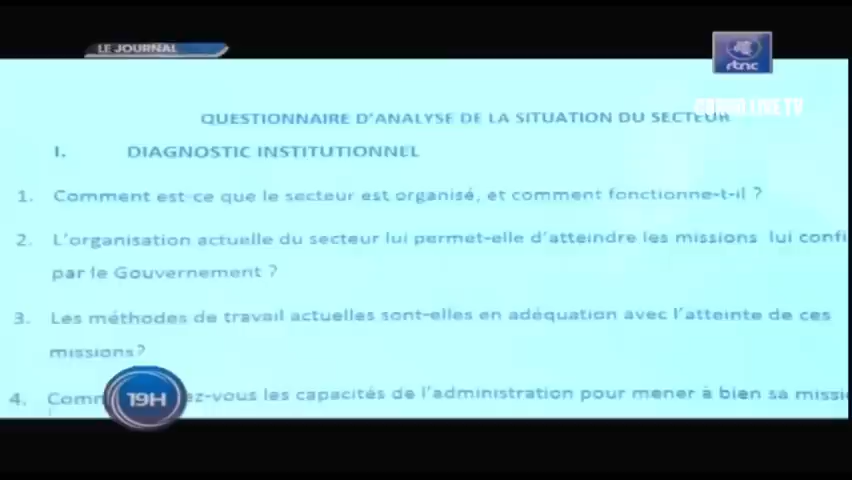 LE JOURNAL
rtnc
QUESTIONNAIRE D'ANALYSE DE LA SITUATION DU SECTEUR
I. DIAGNOSTIC INSTITUTIONNEL
1. Comment est-ce que le secteur est organisé, et comment fonctionne-t-il ?
2. L'organisation actuelle du secteur lui permet-elle d'atteindre les missions lui confi
par le Gouvernement ?
3. Les méthodes de travail actuelles sont-elles en adéquation avec l'atteinte de ces
missions?
4. Comm ez-vous les capacités de l'administration pour mener à bien sa missi
19H